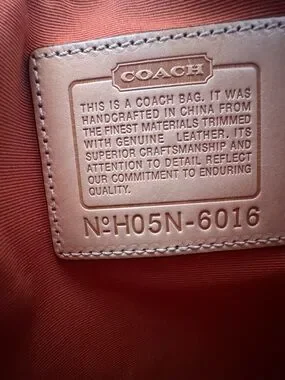 COACH
THIS IS A COACH BAG. IT WAS
HANDCRAFTED IN CHINA FROM
THE FINEST MATERIALS TRIMMED
WITH GENUINE LEATHER. ITS
SUPERIOR CRAFTSMANSHIP AND
ATTENTION TO DETAIL REFLECT
OUR COMMITMENT TO ENDURING
QUALITY.
NºH05N-6016